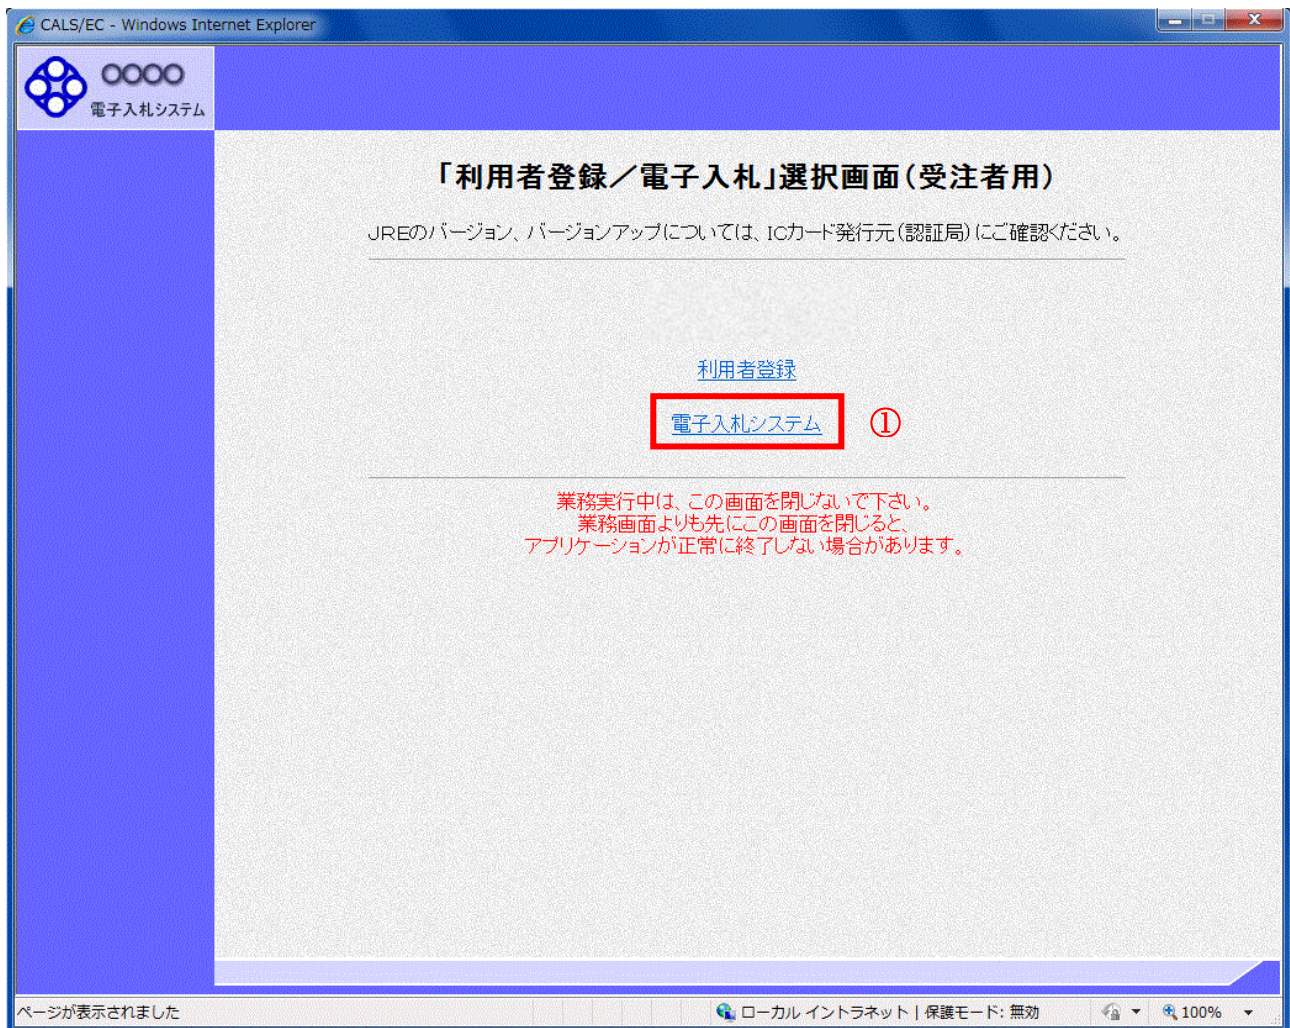 CALS/EC - Windows Internet Explorer
○○○○
電子入札システム
「利用者登録／電子入札」選択画面（受注者用）
JREのバージョン、バージョンアップについては、ICカード発行元（認証局）にご確認ください。
利用者登録
電子入札システム ①
業務実行中は、この画面を閉じないで下さい。
業務画面よりも先にこの画面を閉じると、
アプリケーションが正常に終了しない場合があります。
ページが表示されました
ローカル イントラネット | 保護モード: 無効
100%